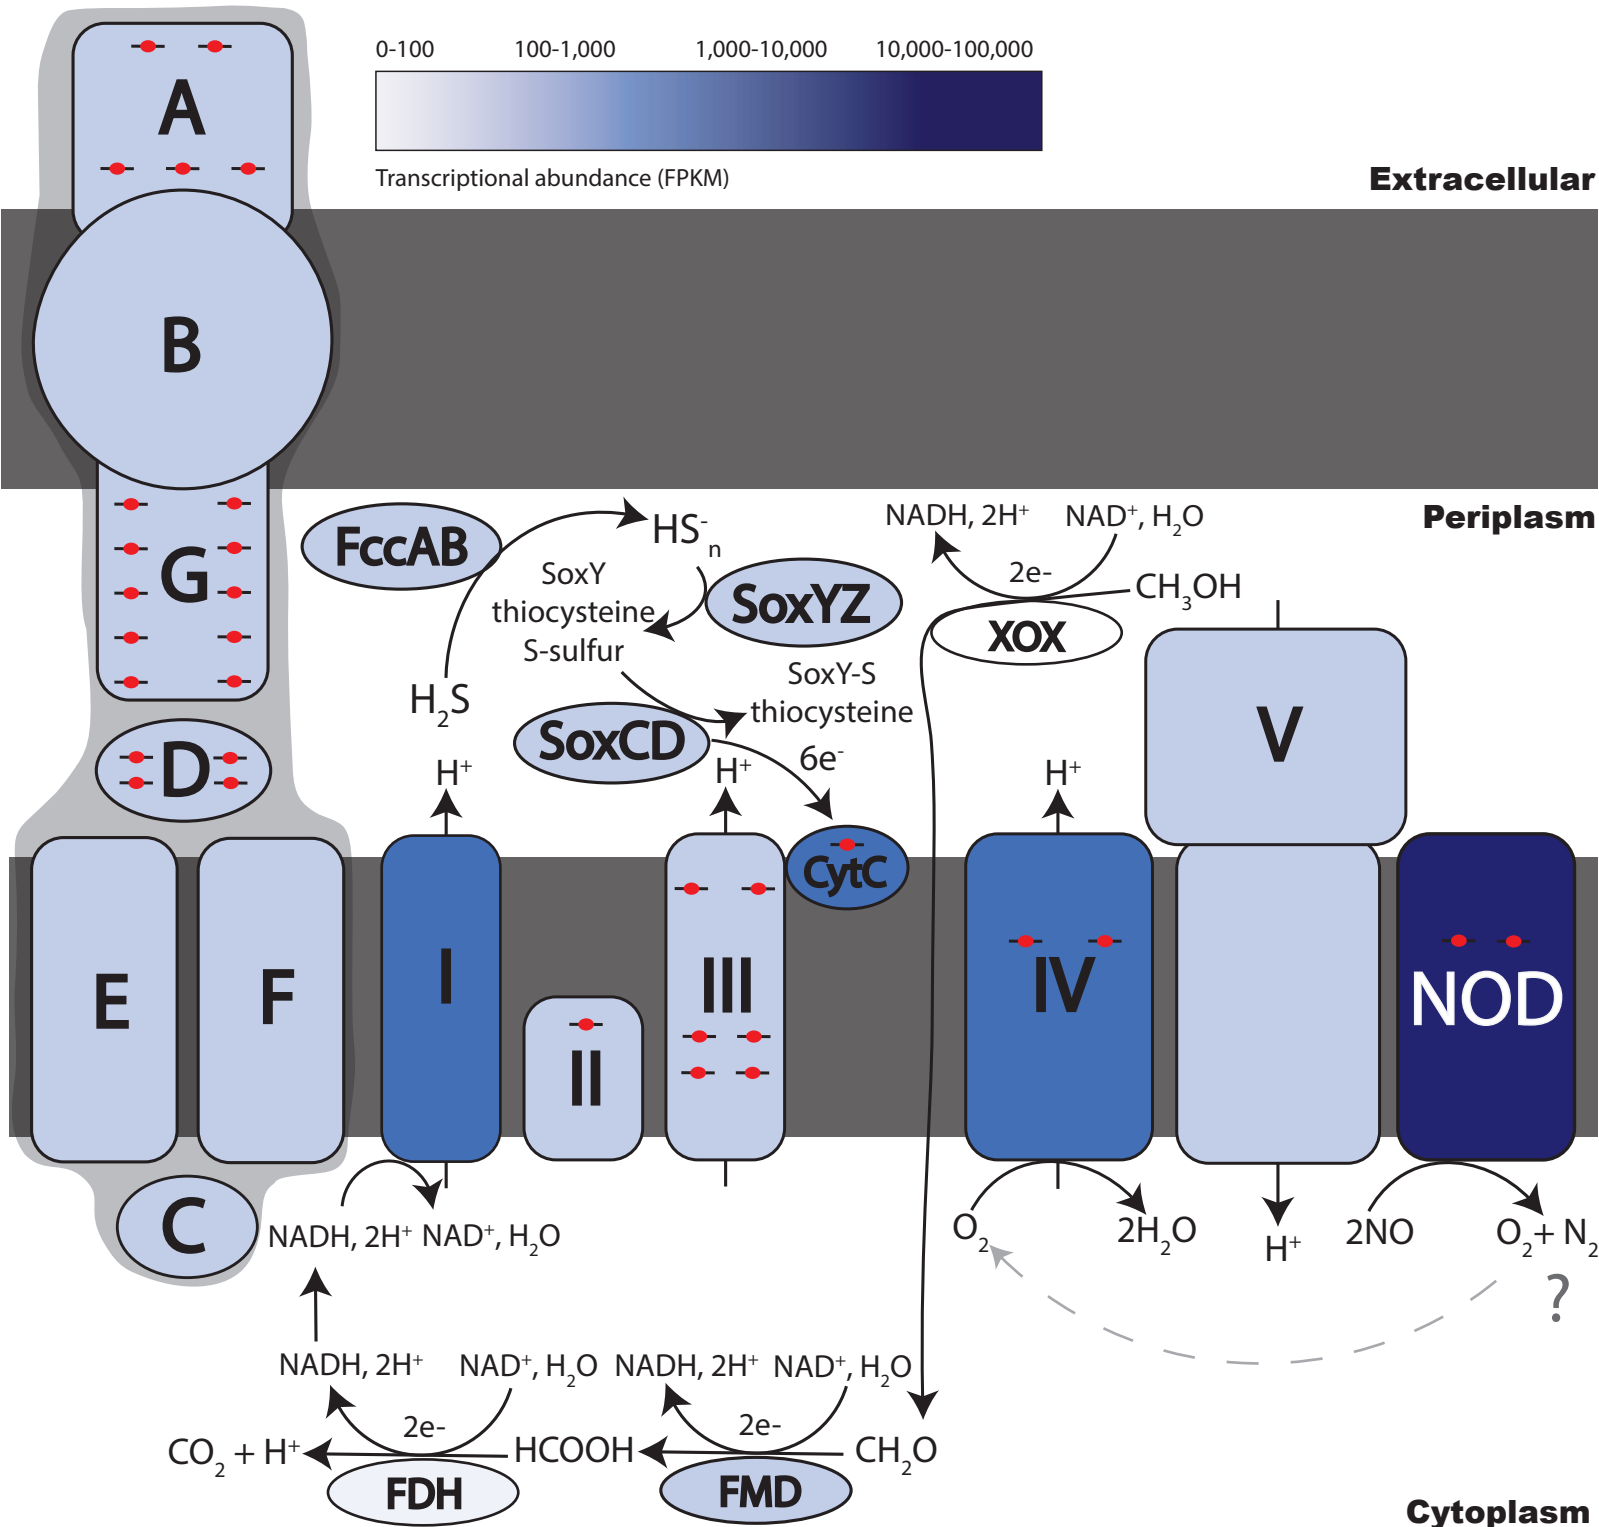 0-100 100-1,000 1,000-10,000 10,000-100,000
Transcriptional abundance (FPKM)
Extracellular
A
B
Periplasm
G
FccAB
HS⁻ₙ
SoxY
thiocysteine
S-sulfur
SoxYZ
H₂S
SoxCD
SoxY-S
thiocysteine
6e⁻
NADH, 2H⁺ NAD⁺, H₂O
2e-
CH₃OH
XOX
V
D
H⁺ H⁺ H⁺
CytC
E F I II III IV NOD
C
NADH, 2H⁺ NAD⁺, H₂O
O₂ 2H₂O H⁺ 2NO O₂+ N₂
?
NADH, 2H⁺ NAD⁺, H₂O NADH, 2H⁺ NAD⁺, H₂O
2e- 2e-
CO₂ + H⁺ HCOOH CH₂O
FDH FMD
Cytoplasm